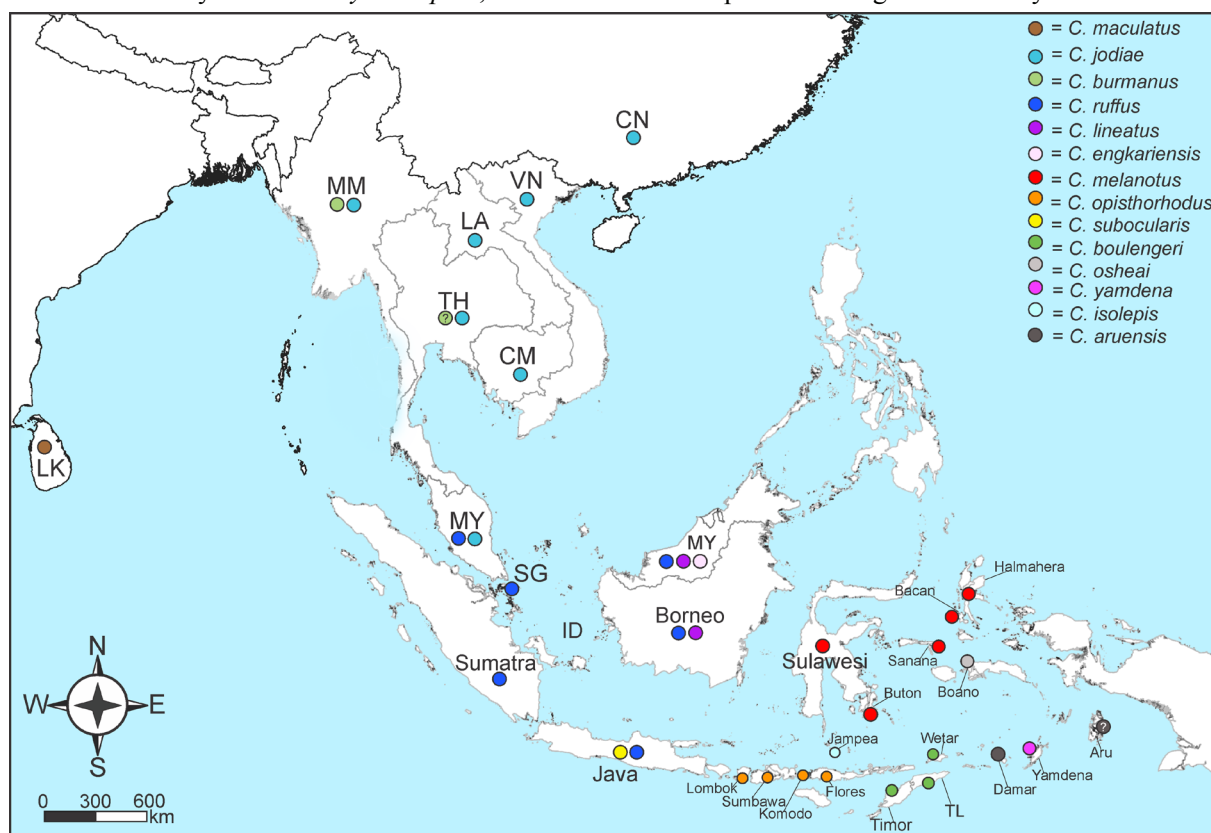 = C. maculatus
= C. jodiae
= C. burmanus
= C. ruffus
= C. lineatus
= C. engkariensis
= C. melanotus
= C. opisthorhodus
= C. subocularis
= C. boulengeri
= C. osheai
= C. yamdena
= C. isolepis
= C. aruensis
CN
MM
VN
LA
TH
?
CM
LK
MY
MY
SG
Halmahera
Bacan
Borneo
ID
Sulawesi
Sanana
Sumatra
Boano
N
W E
S
Buton
?
Aru
Jampea
Wetar
Java
Yamdena
Damar
Lombok
Sumbawa
Komodo
Flores
TL
Timor
0 300 600
km